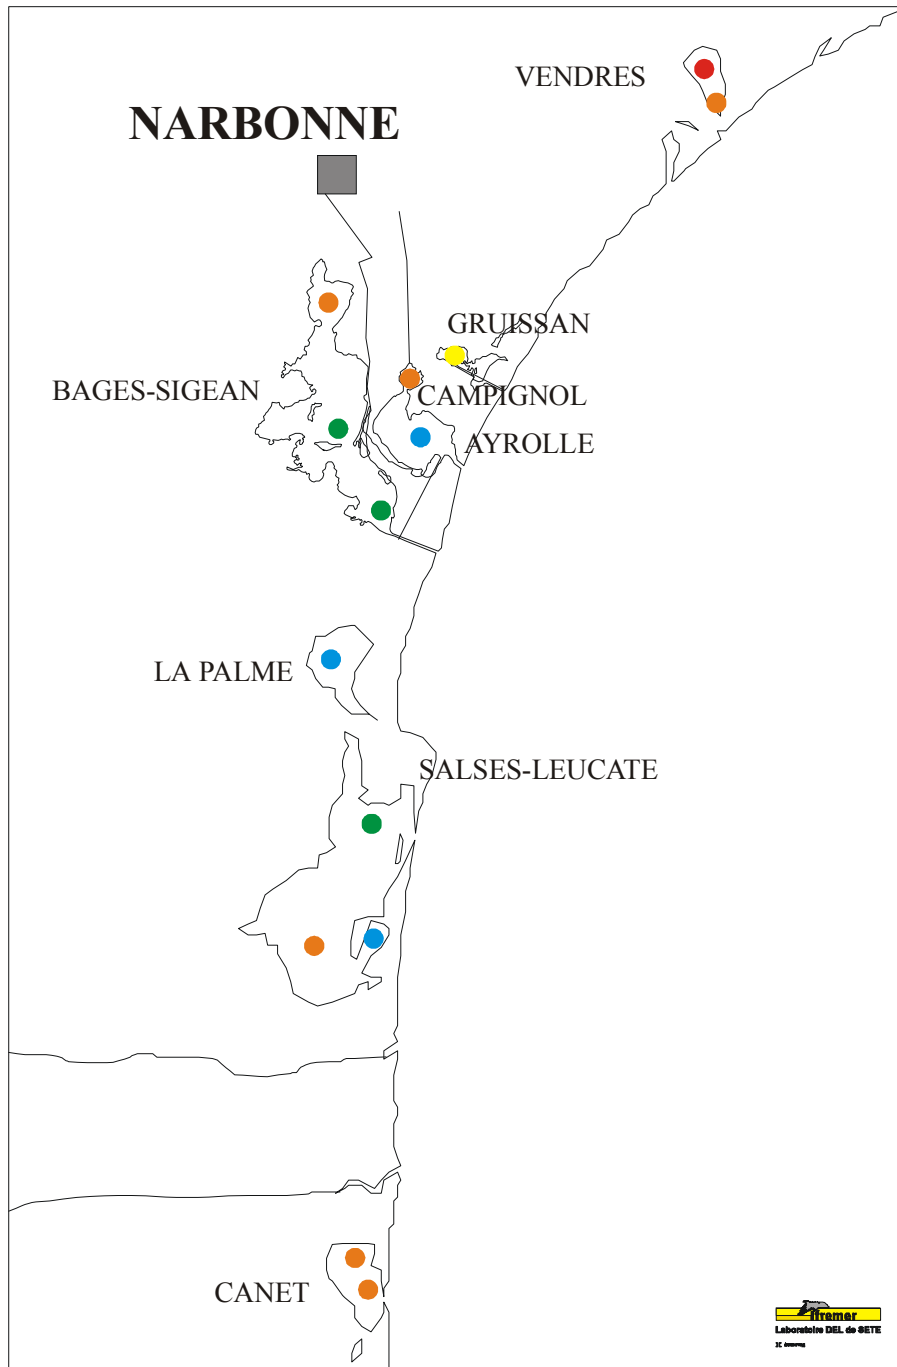 VENDRES
NARBONNE
GRUISSAN
BAGES-SIGEAN
CAMPIGNOL
AYROLLE
LA PALME
SALSES-LEUCATE
CANET
Ifremer
Laboratoire DEL de SETE